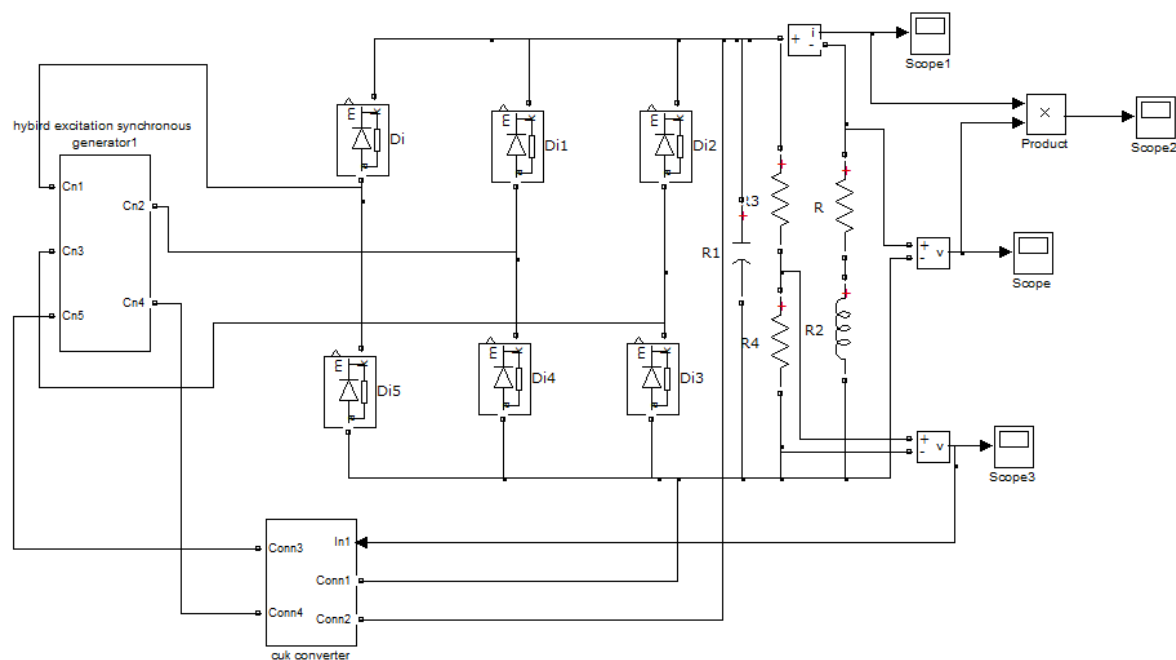 hybird excitation synchronous
generator1
Cn1
Cn2
Cn3
Cn4
Cn5
E
Di
E
Di1
E
Di2
E
Di5
E
Di4
E
Di3
R1
R4
R
R2
+
i
-
Scope1
×
Product
Scope2
+
-
v
Scope
+
-
v
Scope3
Conn3
In1
Conn1
Conn4
Conn2
cuk converter